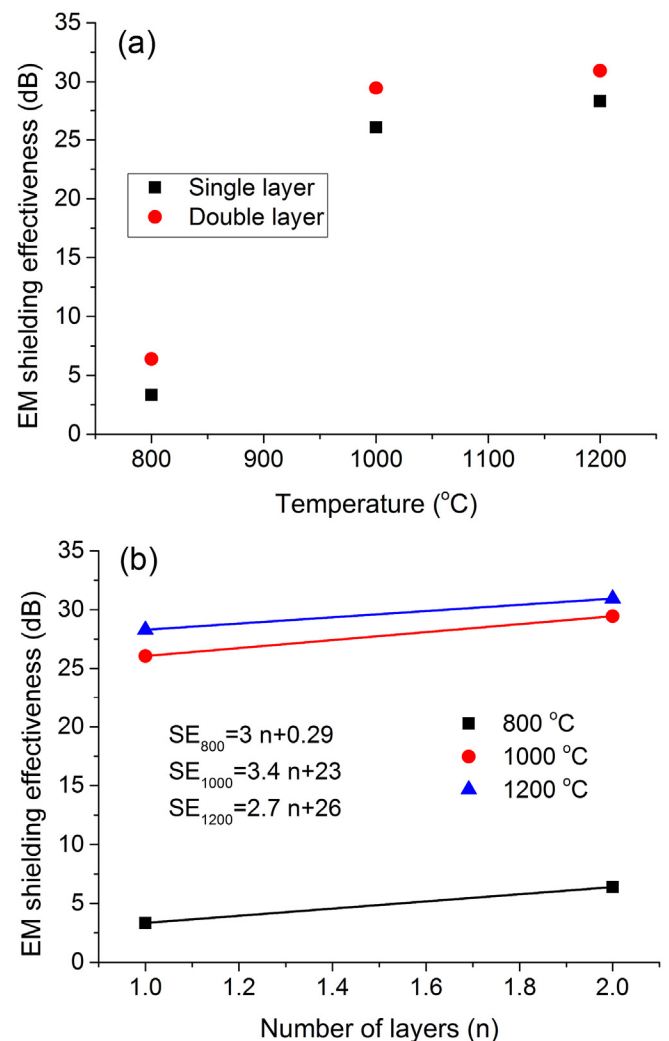 (a)
EM shielding effectiveness (dB)
35
30
25
20
15
10
5
0
Single layer
Double layer
800 900 1000 1100 1200
Temperature (°C)
(b)
EM shielding effectiveness (dB)
35
30
25
20
15
10
5
0
SE800=3 n+0.29
SE1000=3.4 n+23
SE1200=2.7 n+26
800 °C
1000 °C
1200 °C
1.0 1.2 1.4 1.6 1.8 2.0
Number of layers (n)